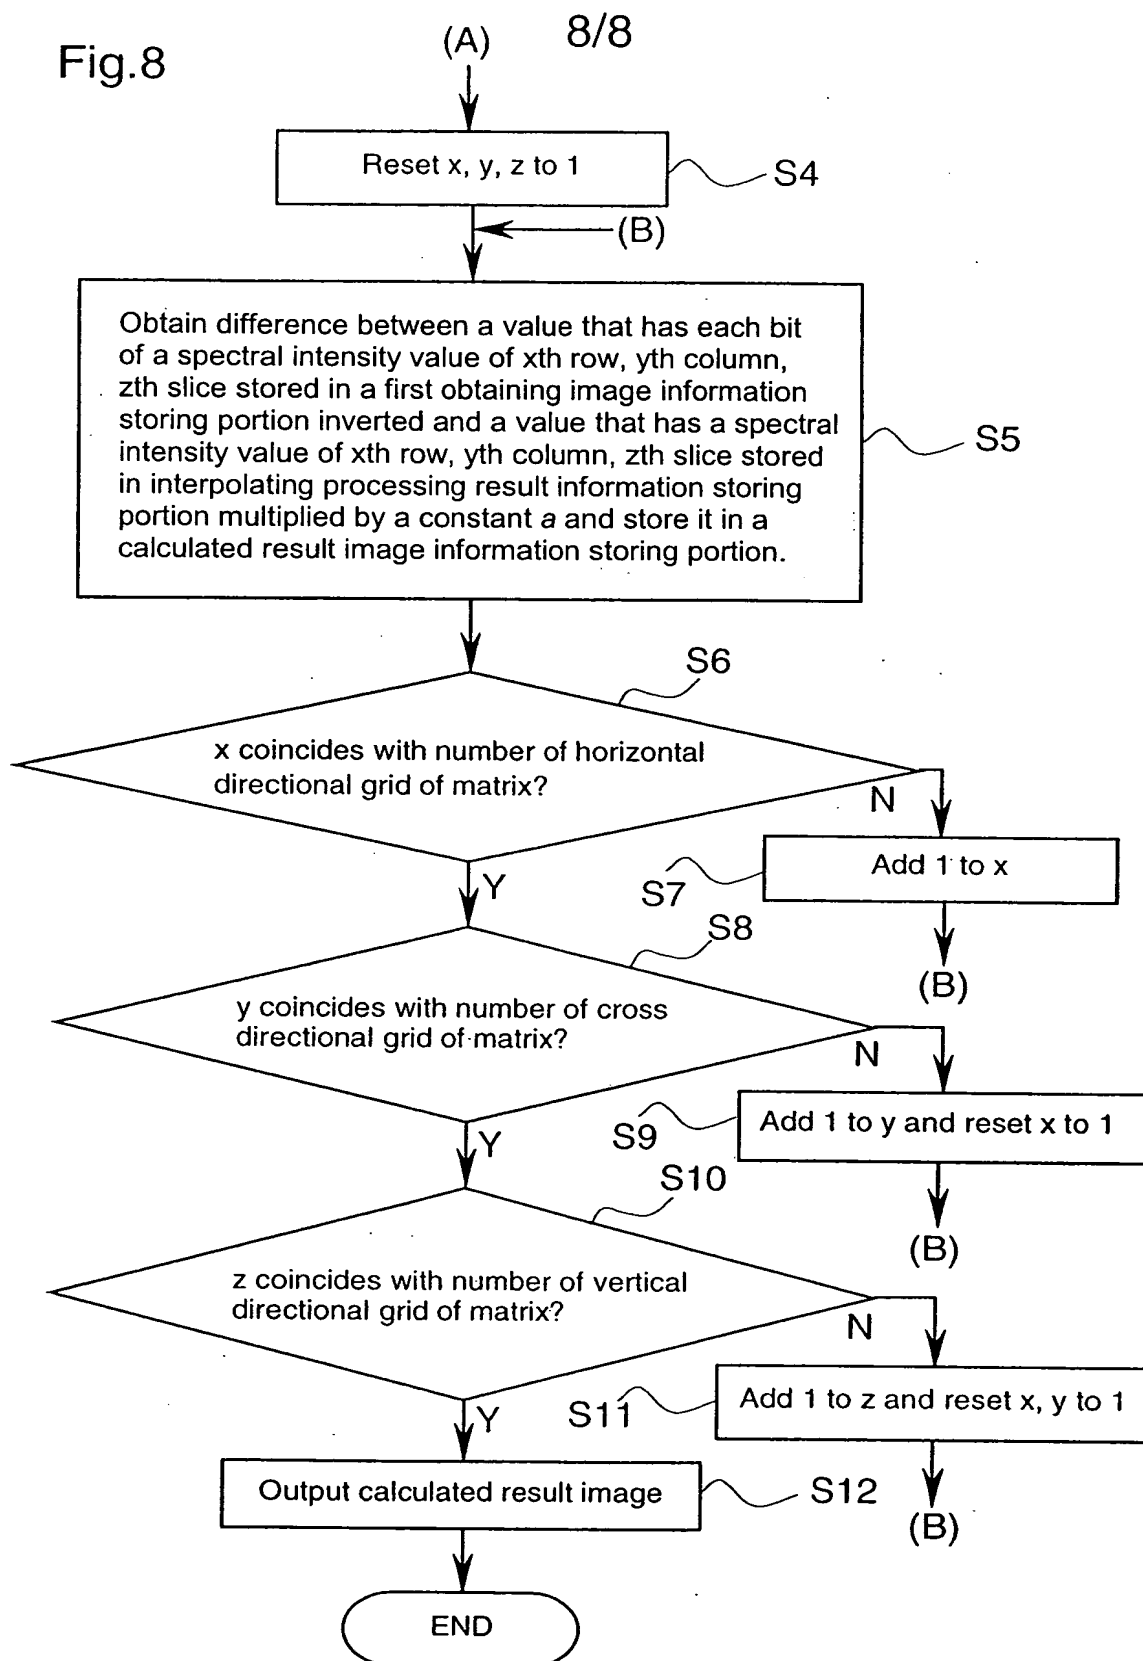 8/8
Fig.8
(A)
Reset x, y, z to 1
S4
(B)
Obtain difference between a value that has each bit
of a spectral intensity value of xth row, yth column,
zth slice stored in a first obtaining image information
storing portion inverted and a value that has a spectral
intensity value of xth row, yth column, zth slice stored
in interpolating processing result information storing
portion multiplied by a constant a and store it in a
calculated result image information storing portion.
S5
S6
x coincides with number of horizontal
directional grid of matrix?
N
Y
S7
Add 1 to x
(B)
S8
y coincides with number of cross
directional grid of matrix?
N
Y
S9
Add 1 to y and reset x to 1
(B)
S10
z coincides with number of vertical
directional grid of matrix?
N
Y
S11
Add 1 to z and reset x, y to 1
(B)
Output calculated result image
S12
END